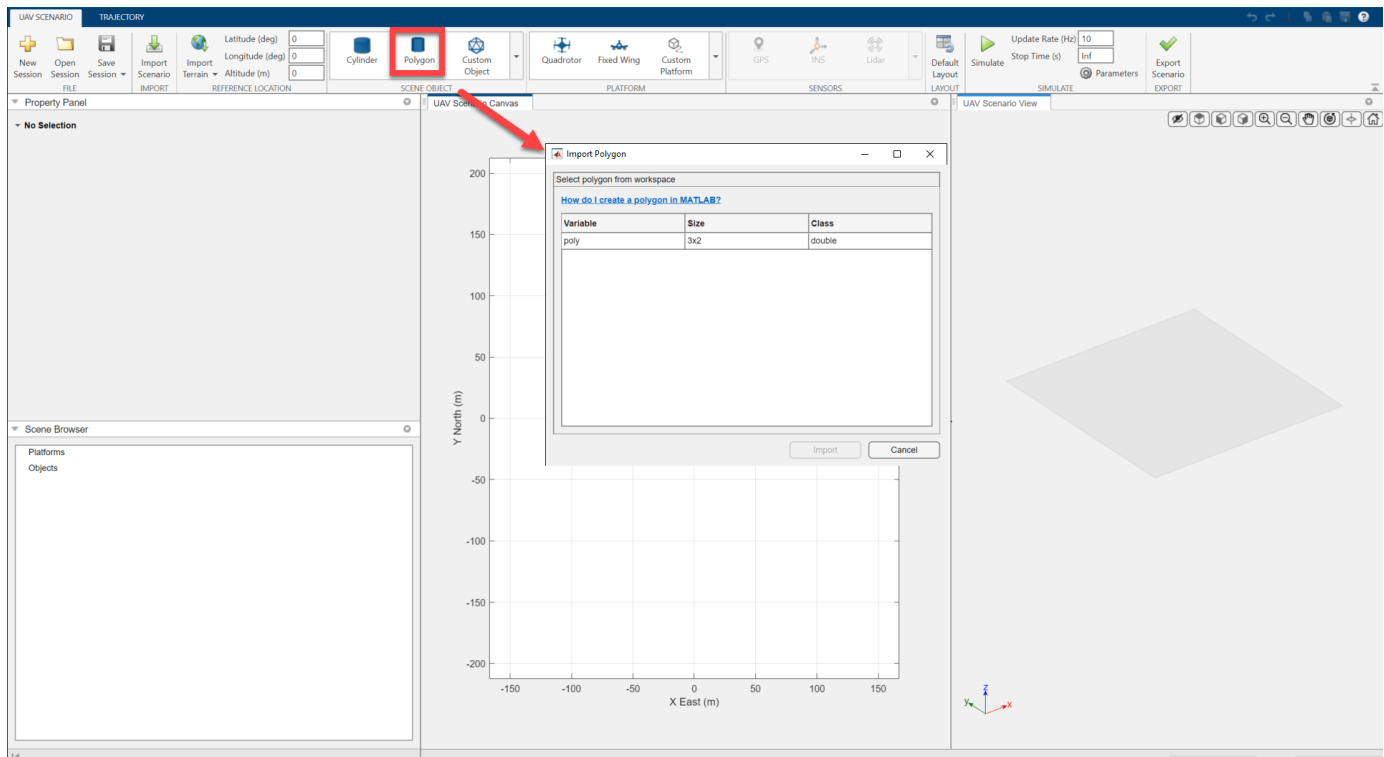 UAV SCENARIO TRAJECTORY
New Session
Open Session
Save Session
Import Scenario
Import Terrain
Latitude (deg) 0
Longitude (deg) 0
Altitude (m) 0
Cylinder
Polygon
Custom Object
Quadrotor
Fixed Wing
Custom Platform
GPS
INS
Lidar
Default Layout
Simulate
Update Rate (Hz) 10
Stop Time (s) Inf
Parameters
Export Scenario
FILE IMPORT REFERENCE LOCATION SCENE OBJECT PLATFORM SENSORS LAYOUT SIMULATE EXPORT
Property Panel
No Selection
Scene Browser
Platforms
Objects
UAV Scenario Canvas
200
150
100
50
0
-50
-100
-150
-200
Y North (m)
-150 -100 -50 0 50 100 150
X East (m)
Import Polygon
Select polygon from workspace
How do I create a polygon in MATLAB?
Variable Size Class
poly 3x2 double
Import Cancel
UAV Scenario View
Z
Y X